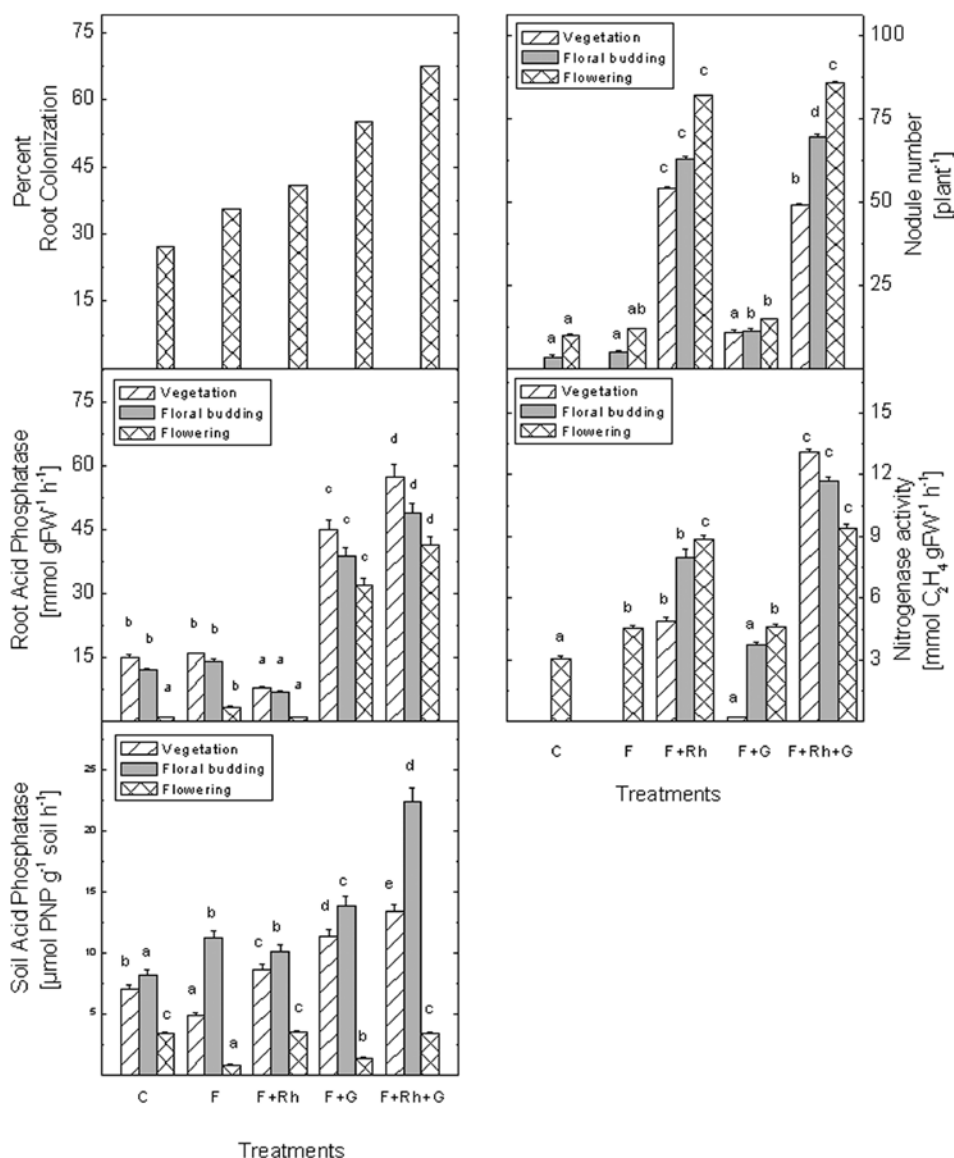 75
60
45
30
15
Percent
Root Colonization
Vegetation
Floral budding
Flowering
a a
a ab
c c c
a b b
b d c
100
75
50
25
Nodule number
[plant⁻¹]
75
60
45
30
15
Root Acid Phosphatase
[mmol gFW⁻¹ h⁻¹]
Vegetation
Floral budding
Flowering
b b a
b b b
a a a
c c c
d d d
Vegetation
Floral budding
Flowering
a
b
b b c
a a b
c c c
15
12
9
6
3
Nitrogenase activity
[mmol C₂H₄ gFW⁻¹ h⁻¹]
C F F+Rh F+G F+Rh+G
Treatments
25
20
15
10
5
Soil Acid Phosphatase
[µmol PNP g⁻¹ soil h⁻¹]
Vegetation
Floral budding
Flowering
b a c
a b a
c b c
d c b
e d c
C F F+Rh F+G F+Rh+G
Treatments